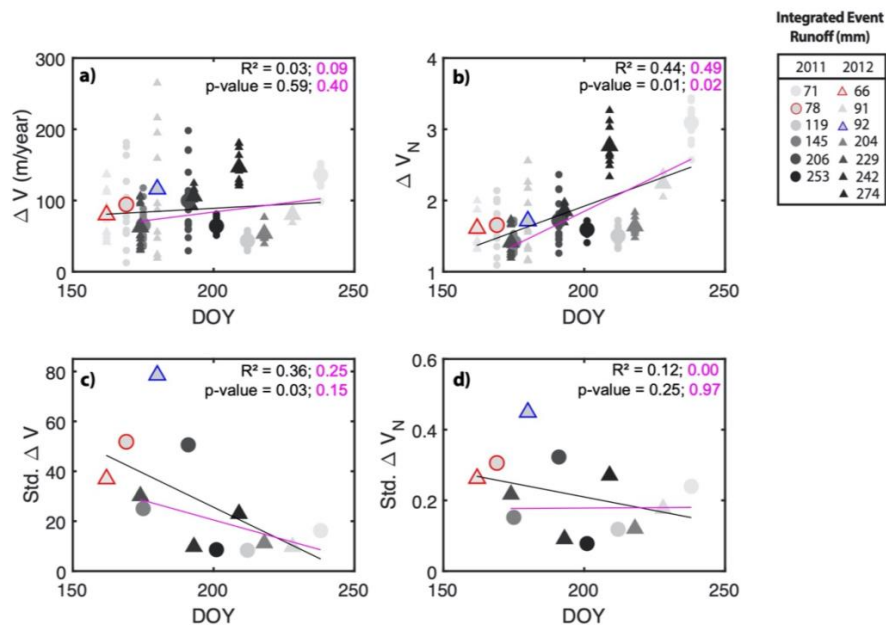 Integrated Event
Runoff (mm)
2011 2012
71 66
78 91
119 92
145 204
206 229
253 242
274
a)
R² = 0.03; 0.09
p-value = 0.59; 0.40
300
200
100
0
Δ V (m/year)
150 200 250
DOY
b)
R² = 0.44; 0.49
p-value = 0.01; 0.02
4
3
2
1
Δ V_N
150 200 250
DOY
c)
R² = 0.36; 0.25
p-value = 0.03; 0.15
80
60
40
20
0
Std. Δ V
150 200 250
DOY
d)
R² = 0.12; 0.00
p-value = 0.25; 0.97
0.6
0.4
0.2
0
Std. Δ V_N
150 200 250
DOY